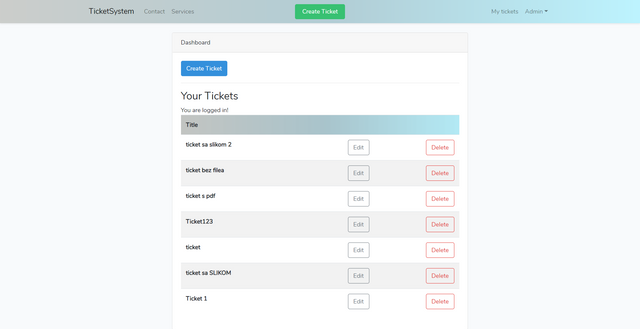 TicketSystem Contact Services Create Ticket My tickets Admin
Dashboard
Create Ticket
Your Tickets
You are logged in!
Title
ticket sa slikom 2 Edit Delete
ticket bez filea Edit Delete
ticket s pdf Edit Delete
Ticket123 Edit Delete
ticket Edit Delete
ticket sa SLIKOM Edit Delete
Ticket 1 Edit Delete